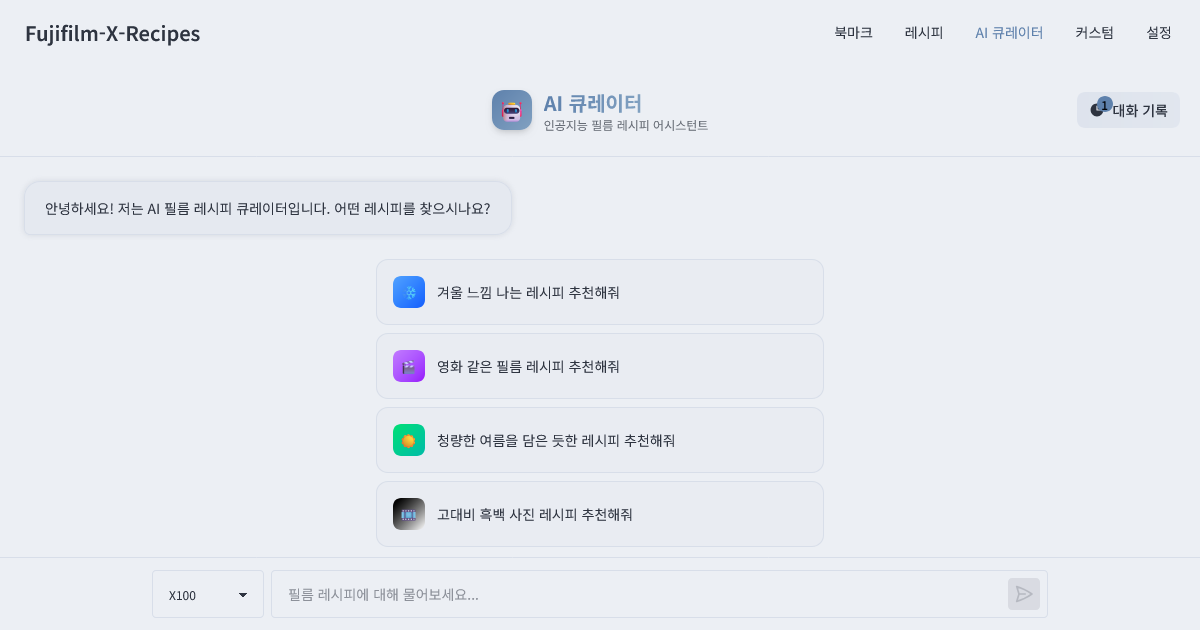 Fujifilm-X-Recipes
북마크
레시피
AI 큐레이터
커스텀
설정
AI 큐레이터
인공지능 필름 레시피 어시스턴트
1
대화 기록
안녕하세요! 저는 AI 필름 레시피 큐레이터입니다. 어떤 레시피를 찾으시나요?
겨울 느낌 나는 레시피 추천해줘
영화 같은 필름 레시피 추천해줘
청량한 여름을 담은 듯한 레시피 추천해줘
고대비 흑백 사진 레시피 추천해줘
X100
필름 레시피에 대해 물어보세요...